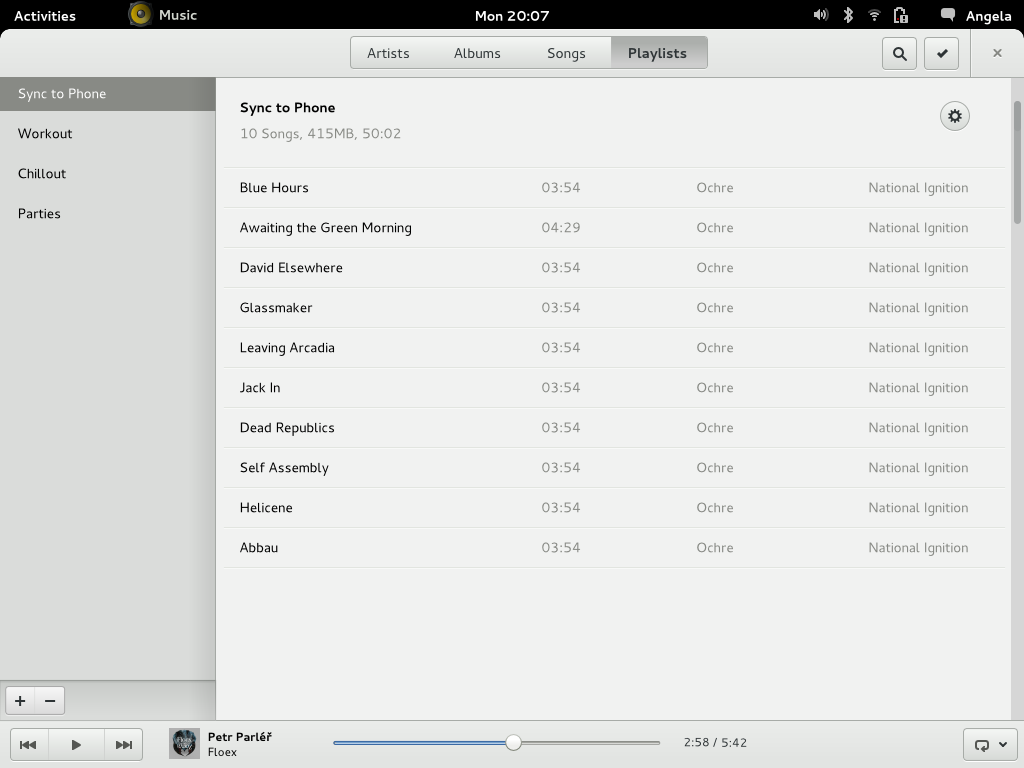 Activities Music Mon 20:07 Angela
Artists Albums Songs Playlists
Sync to Phone
Workout
Chillout
Parties
Sync to Phone
10 Songs, 415MB, 50:02
Blue Hours 03:54 Ochre National Ignition
Awaiting the Green Morning 04:29 Ochre National Ignition
David Elsewhere 03:54 Ochre National Ignition
Glassmaker 03:54 Ochre National Ignition
Leaving Arcadia 03:54 Ochre National Ignition
Jack In 03:54 Ochre National Ignition
Dead Republics 03:54 Ochre National Ignition
Self Assembly 03:54 Ochre National Ignition
Helicene 03:54 Ochre National Ignition
Abbau 03:54 Ochre National Ignition
Petr Parléř
Floex
2:58 / 5:42